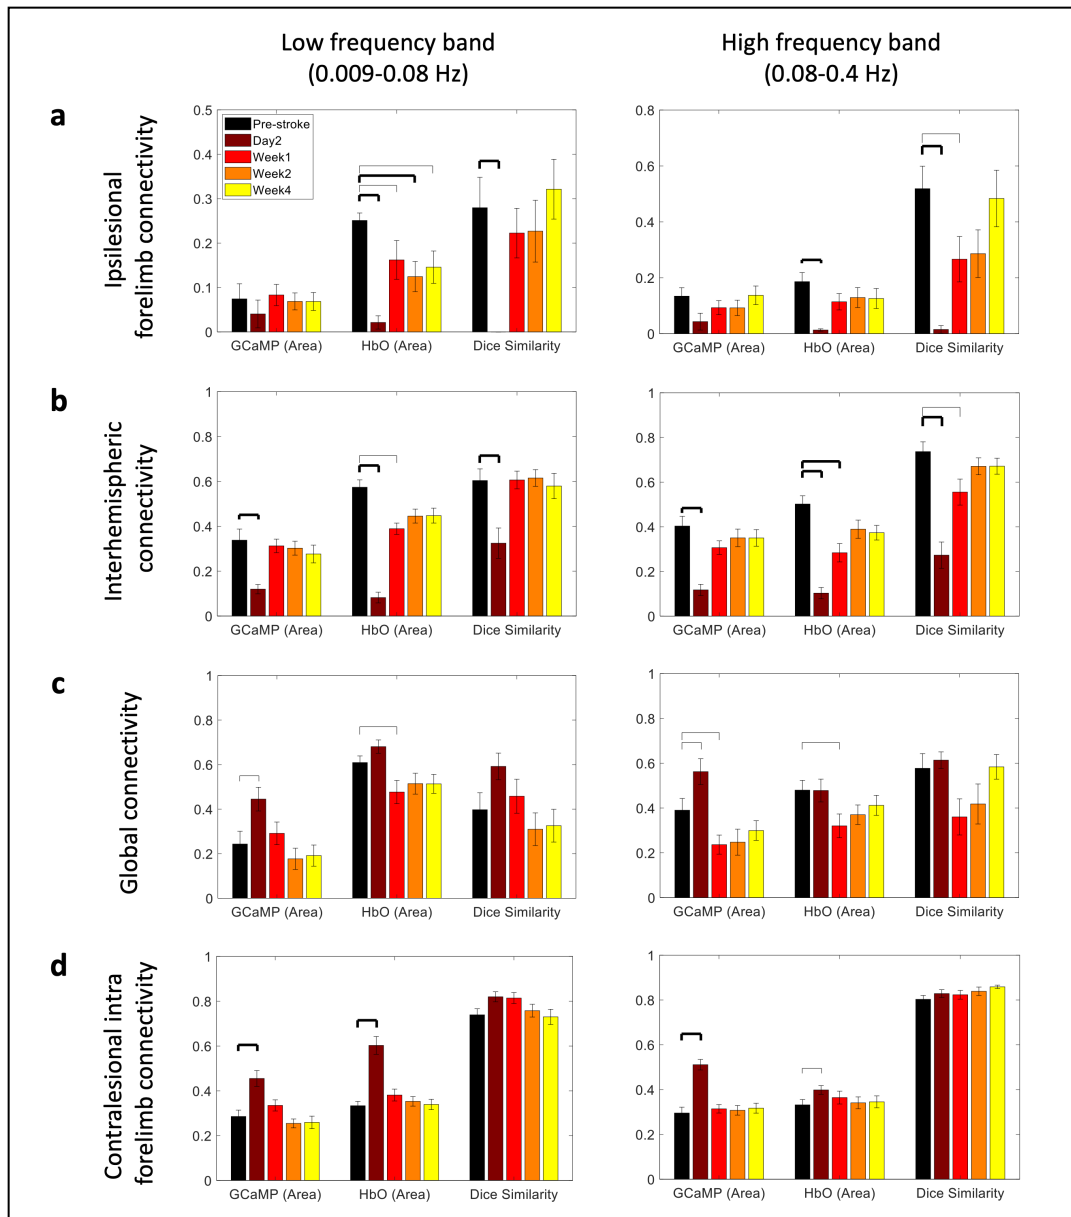 Low frequency band
(0.009-0.08 Hz)
High frequency band
(0.08-0.4 Hz)
a
Ipsilesional
forelimb connectivity
0.5
0.4
0.3
0.2
0.1
0
Pre-stroke
Day2
Week1
Week2
Week4
GCaMP (Area)
HbO (Area)
Dice Similarity
0.8
0.6
0.4
0.2
0
GCaMP (Area)
HbO (Area)
Dice Similarity
b
Interhemispheric
connectivity
1
0.8
0.6
0.4
0.2
0
GCaMP (Area)
HbO (Area)
Dice Similarity
1
0.8
0.6
0.4
0.2
0
GCaMP (Area)
HbO (Area)
Dice Similarity
c
Global connectivity
1
0.8
0.6
0.4
0.2
0
GCaMP (Area)
HbO (Area)
Dice Similarity
1
0.8
0.6
0.4
0.2
0
GCaMP (Area)
HbO (Area)
Dice Similarity
d
Contralesional intra
forelimb connectivity
1
0.8
0.6
0.4
0.2
0
GCaMP (Area)
HbO (Area)
Dice Similarity
1
0.8
0.6
0.4
0.2
0
GCaMP (Area)
HbO (Area)
Dice Similarity